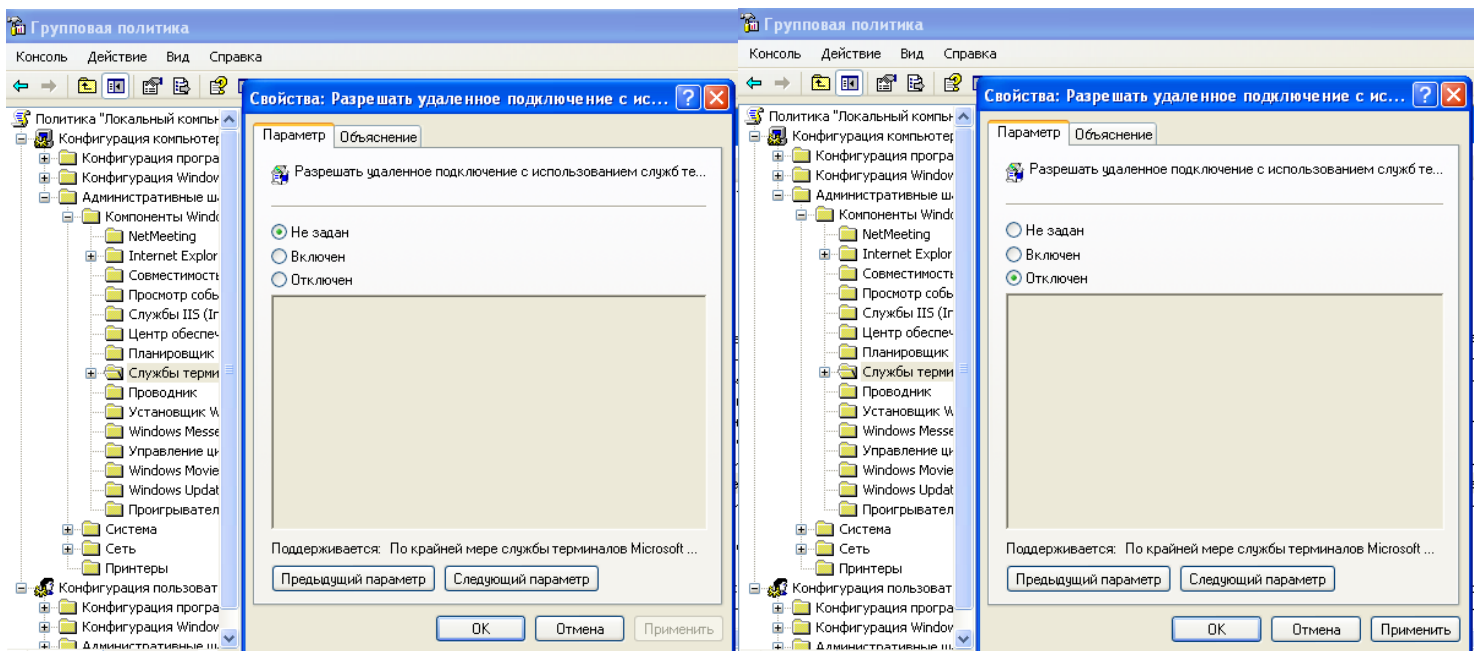 Групповая политика
Консоль Действие Вид Справка
Политика "Локальный компь
Конфигурация компьютер
Конфигурация програ
Конфигурация Window
Административные ш
Компоненты Windo
NetMeeting
Internet Explor
Совместимость
Просмотр собы
Службы IIS (Ir
Центр обеспеч
Планировщик
Службы терми
Проводник
Установщик W
Windows Messe
Управление ци
Windows Movie
Windows Updat
Проигрывател
Система
Сеть
Принтеры
Конфигурация пользоват
Конфигурация програ
Конфигурация Window
Административные ш
Свойства: Разрешать удаленное подключение с ис...
Параметр Объяснение
Разрешать удаленное подключение с использованием служб те...
Не задан
Включен
Отключен
Поддерживается: По крайней мере службы терминалов Microsoft ...
Предыдущий параметр Следующий параметр
OK Отмена Применить
Групповая политика
Консоль Действие Вид Справка
Политика "Локальный компь
Конфигурация компьютер
Конфигурация програ
Конфигурация Window
Административные ш
Компоненты Windo
NetMeeting
Internet Explor
Совместимость
Просмотр собы
Службы IIS (Ir
Центр обеспеч
Планировщик
Службы терми
Проводник
Установщик W
Windows Messe
Управление ци
Windows Movie
Windows Updat
Проигрывател
Система
Сеть
Принтеры
Конфигурация пользоват
Конфигурация програ
Конфигурация Window
Административные ш
Свойства: Разрешать удаленное подключение с ис...
Параметр Объяснение
Разрешать удаленное подключение с использованием служб те...
Не задан
Включен
Отключен
Поддерживается: По крайней мере службы терминалов Microsoft ...
Предыдущий параметр Следующий параметр
OK Отмена Применить